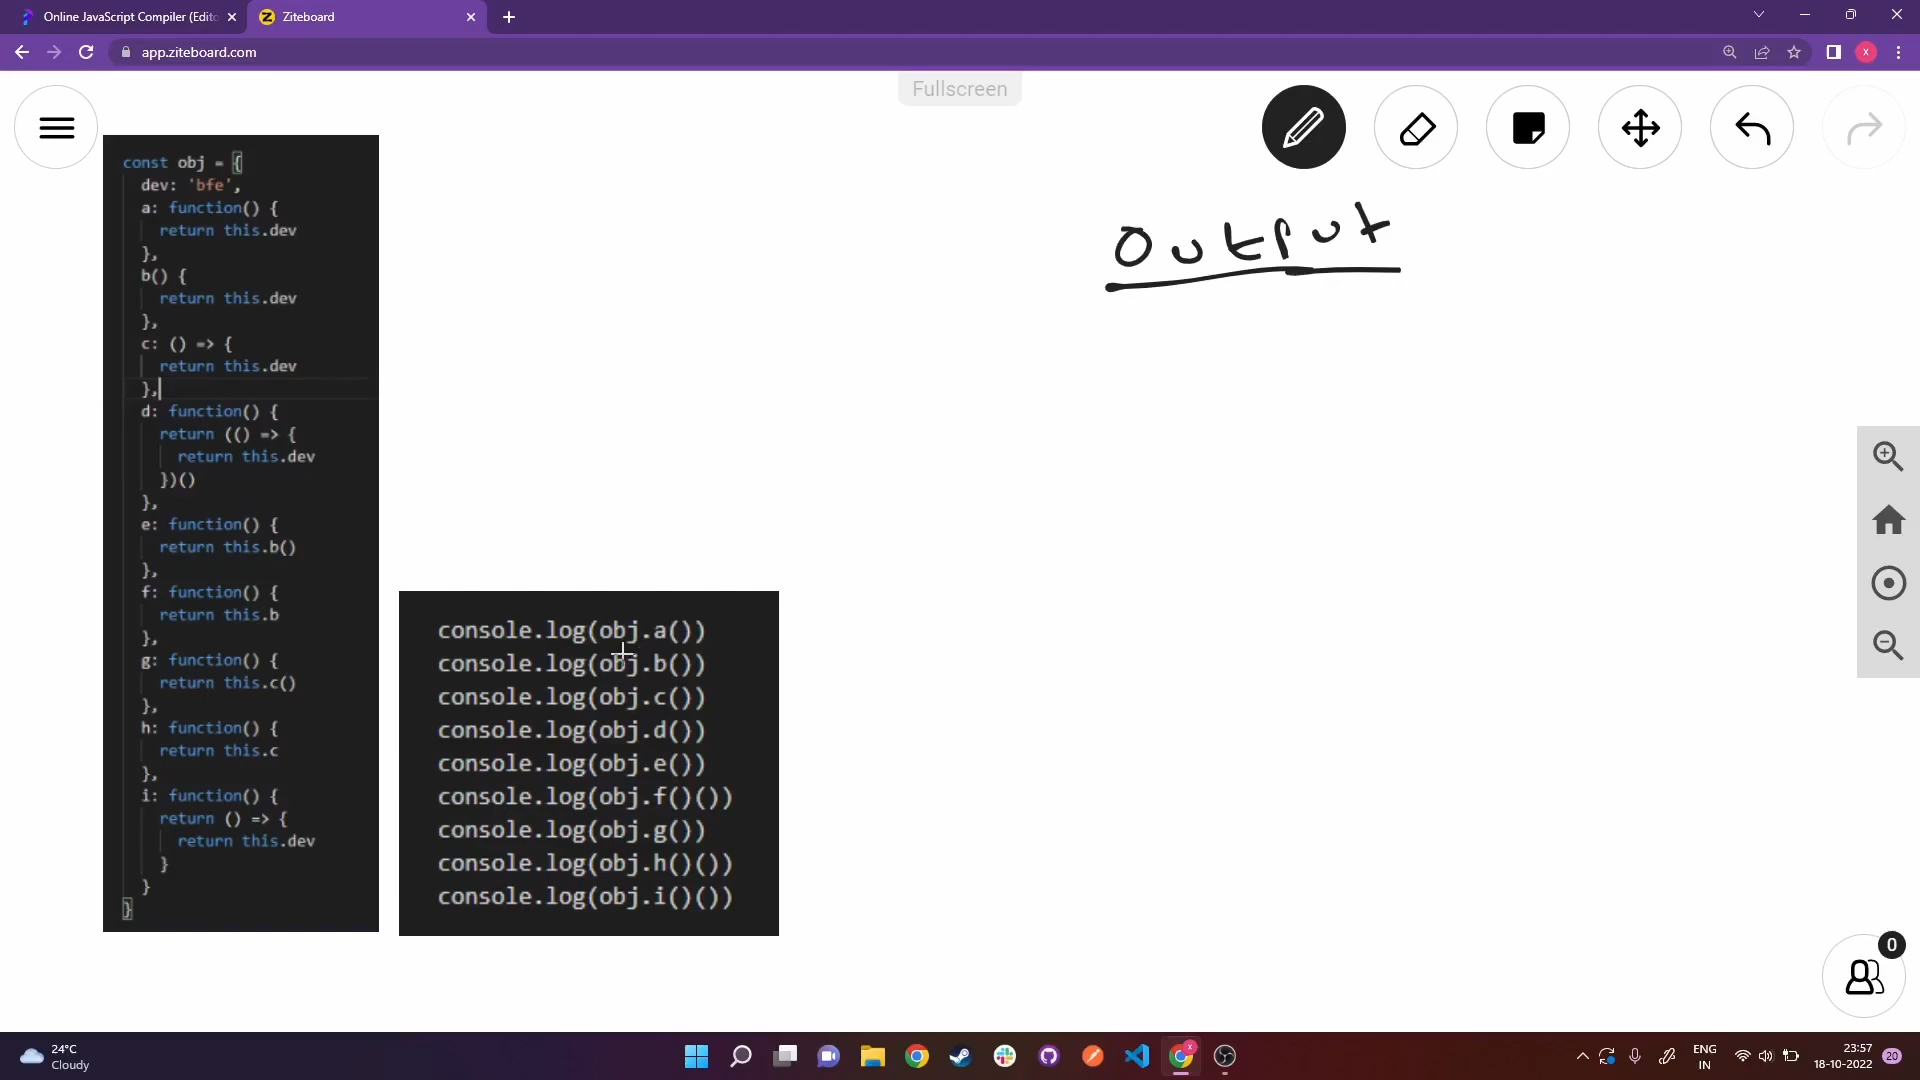 Online JavaScript Compiler (Edito
Ziteboard
app.ziteboard.com
x
Fullscreen
const obj = {
dev: 'bfe',
a: function() {
return this.dev
},
b() {
return this.dev
},
c: () => {
return this.dev
},
d: function() {
return (() => {
return this.dev
})()
},
e: function() {
return this.b()
},
f: function() {
return this.b
},
g: function() {
return this.c()
},
h: function() {
return this.c
},
i: function() {
return () => {
return this.dev
}
}
}
console.log(obj.a())
console.log(obj.b())
console.log(obj.c())
console.log(obj.d())
console.log(obj.e())
console.log(obj.f()())
console.log(obj.g())
console.log(obj.h()())
console.log(obj.i()())
Output
0
24°C
Cloudy
ENG
IN
23:57
18-10-2022
20